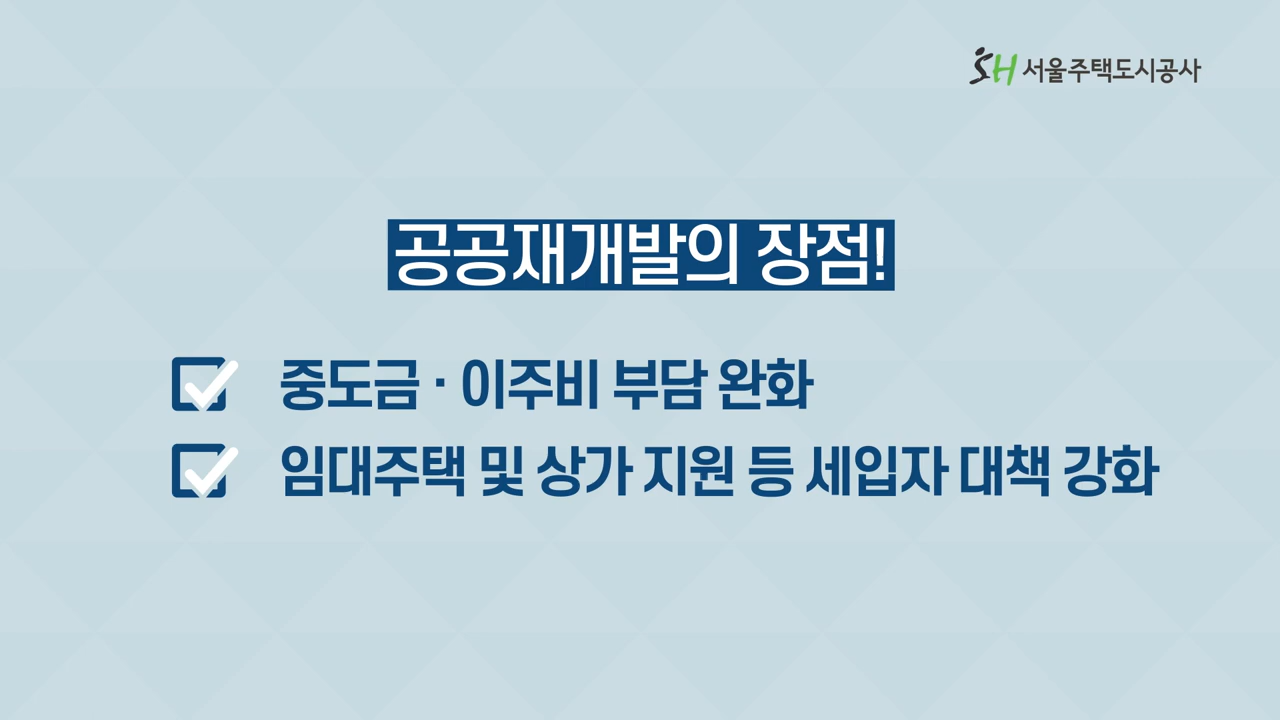 SH 서울주택도시공사
공공재개발의 장점!
중도금 · 이주비 부담 완화
임대주택 및 상가 지원 등 세입자 대책 강화